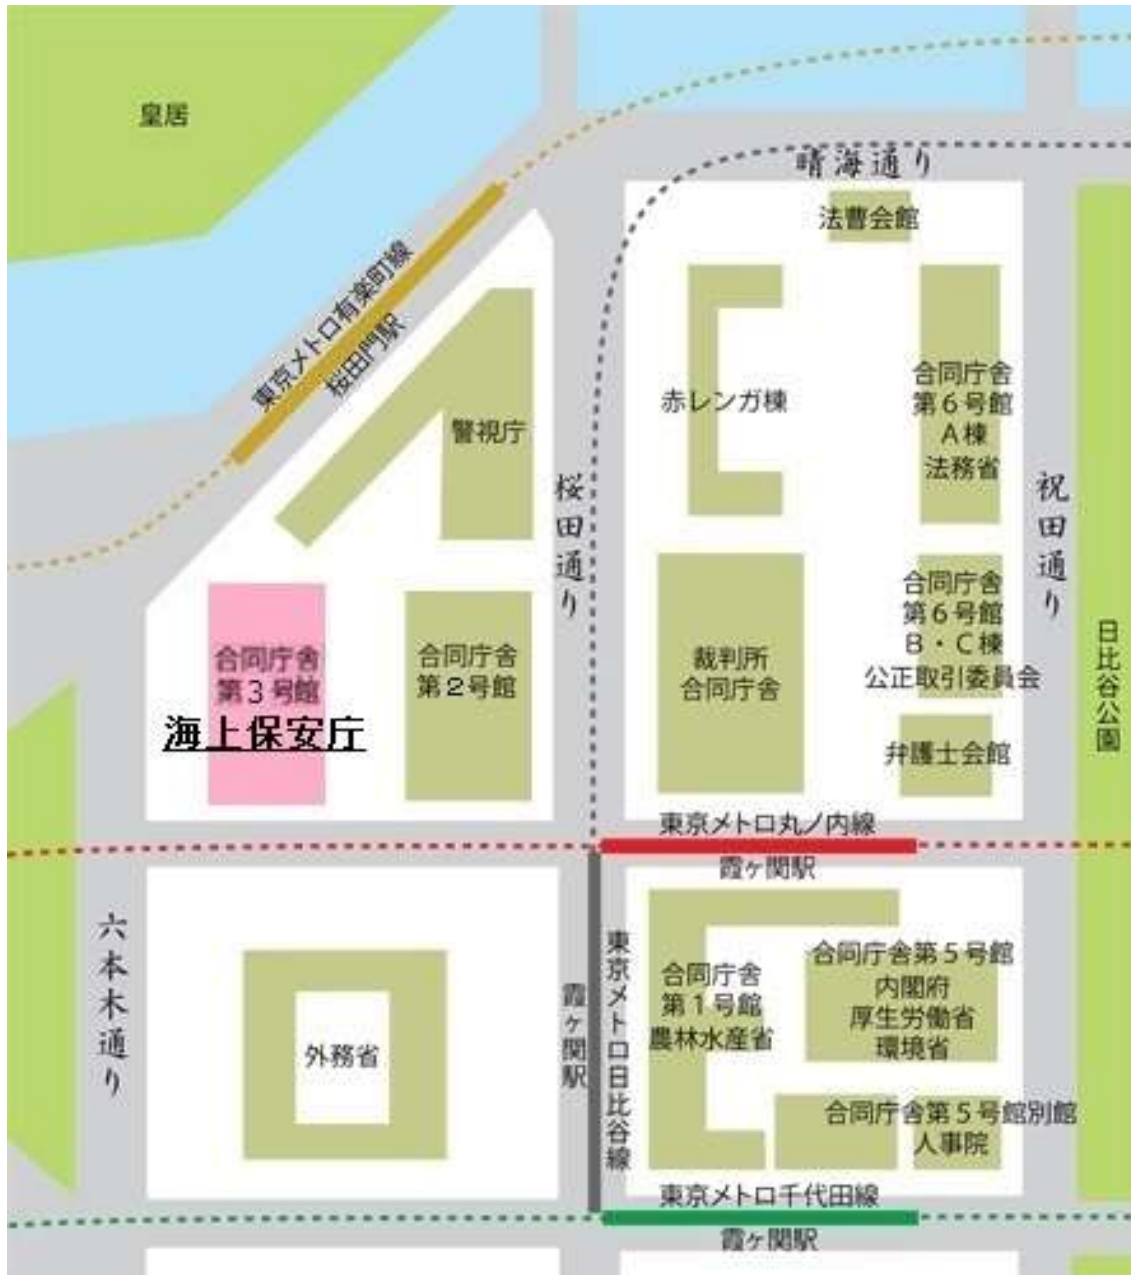 皇居
晴海通り
法曹会館
東京メトロ有楽町線
桜田門駅
警視庁
赤レンガ棟
合同庁舎
第６号館
Ａ棟
法務省
桜田通り
祝田通り
合同庁舎
第３号館
海上保安庁
合同庁舎
第２号館
裁判所
合同庁舎
合同庁舎
第６号館
Ｂ・Ｃ棟
公正取引委員会
弁護士会館
日比谷公園
東京メトロ丸ノ内線
霞ヶ関駅
六本木通り
外務省
霞ヶ関駅
東京メトロ日比谷線
合同庁舎
第１号館
農林水産省
合同庁舎第５号館
内閣府
厚生労働省
環境省
合同庁舎第５号館別館
人事院
東京メトロ千代田線
霞ヶ関駅